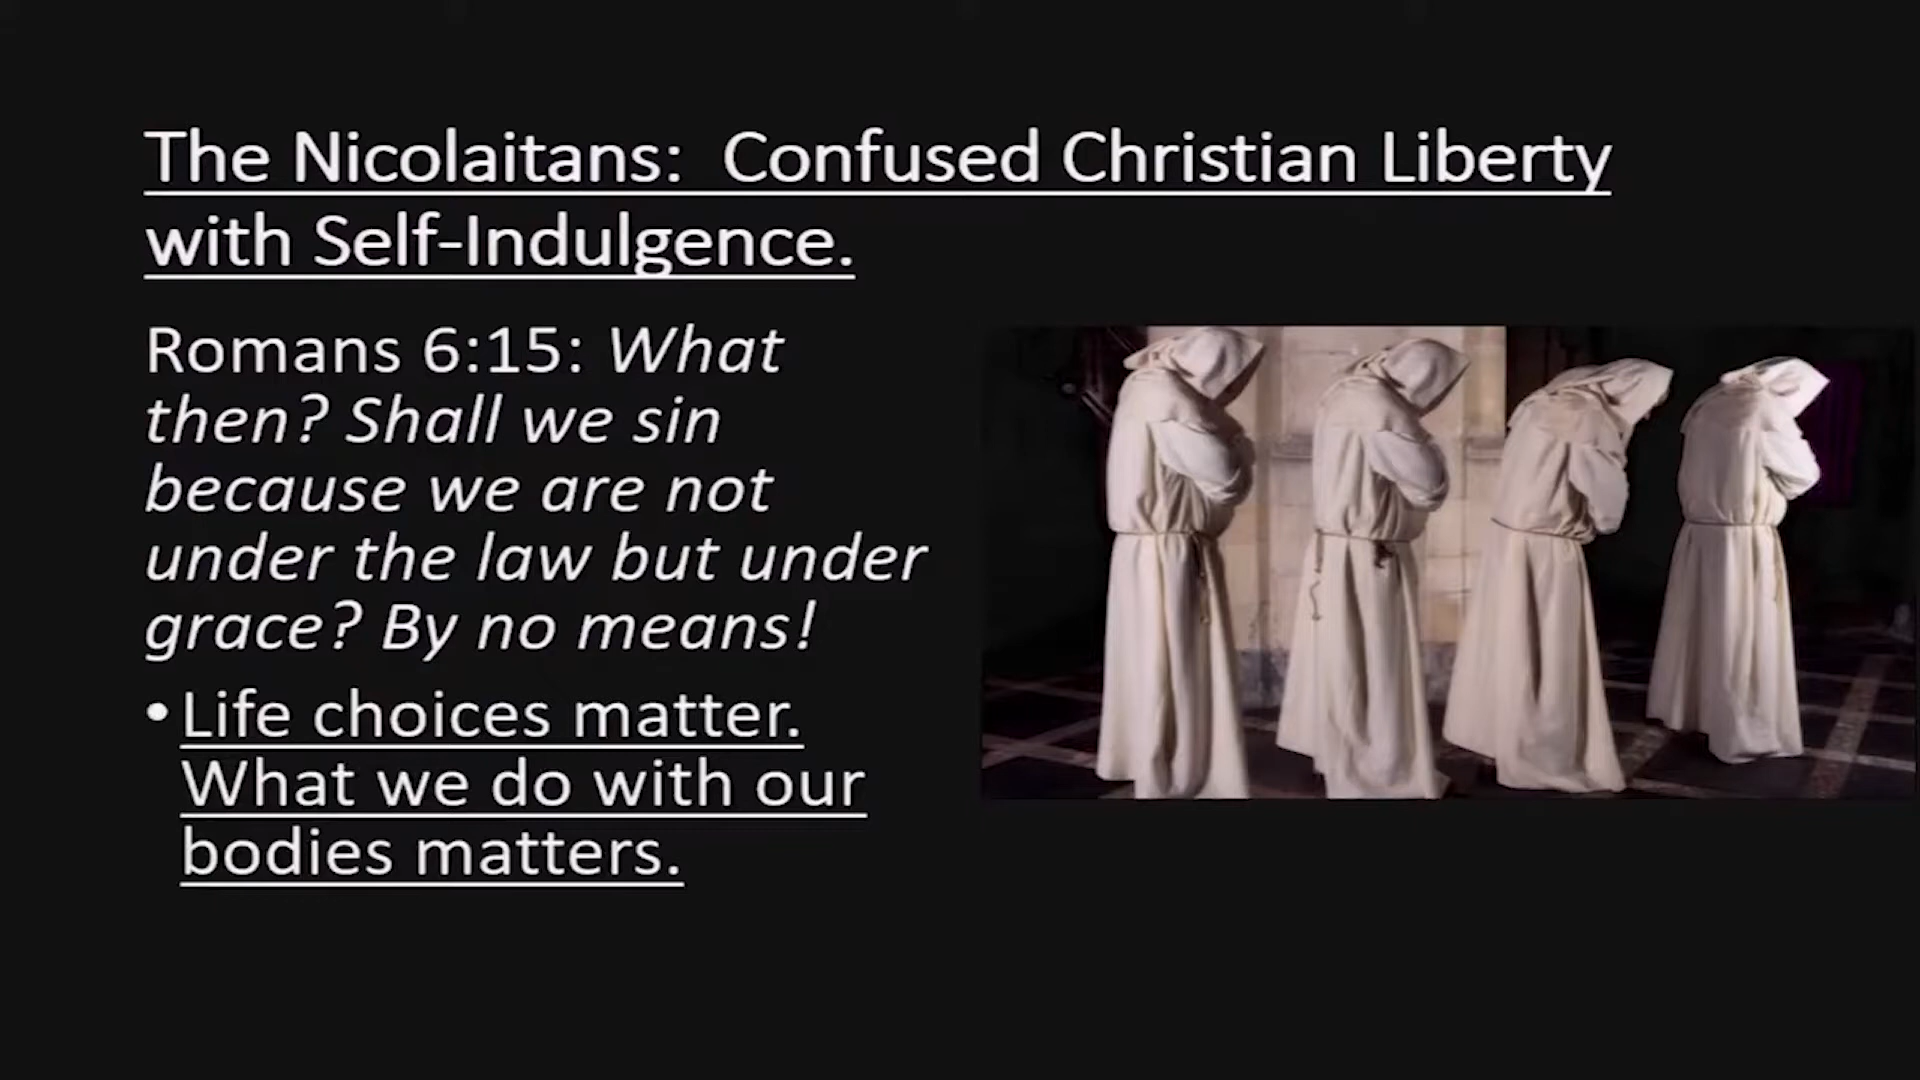 The Nicolaitans:  Confused Christian Liberty
with Self-Indulgence.
Romans 6:15: What
then? Shall we sin
because we are not
under the law but under
grace? By no means!
• Life choices matter.
What we do with our
bodies matters.